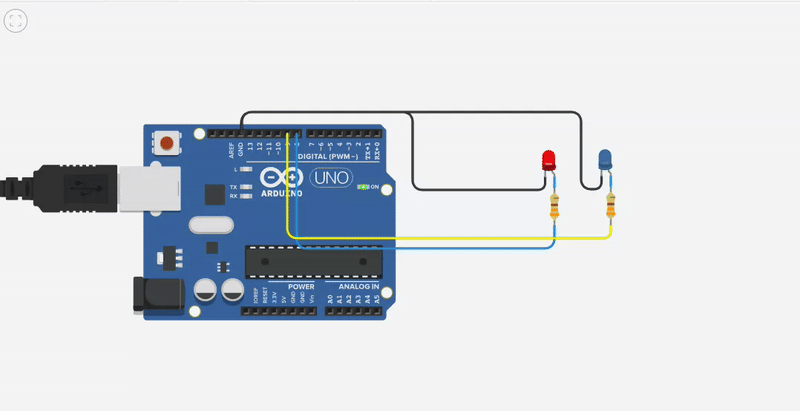 AREF
GND
13
12
~11
~10
~9
8
7
~6
~5
4
~3
2
TX→1
RX←0
DIGITAL (PWM~)
L
TX
RX
ARDUINO
UNO
ON
POWER
ANALOG IN
IOREF
RESET
3.3V
5V
GND
GND
Vin
A0
A1
A2
A3
A4
A5